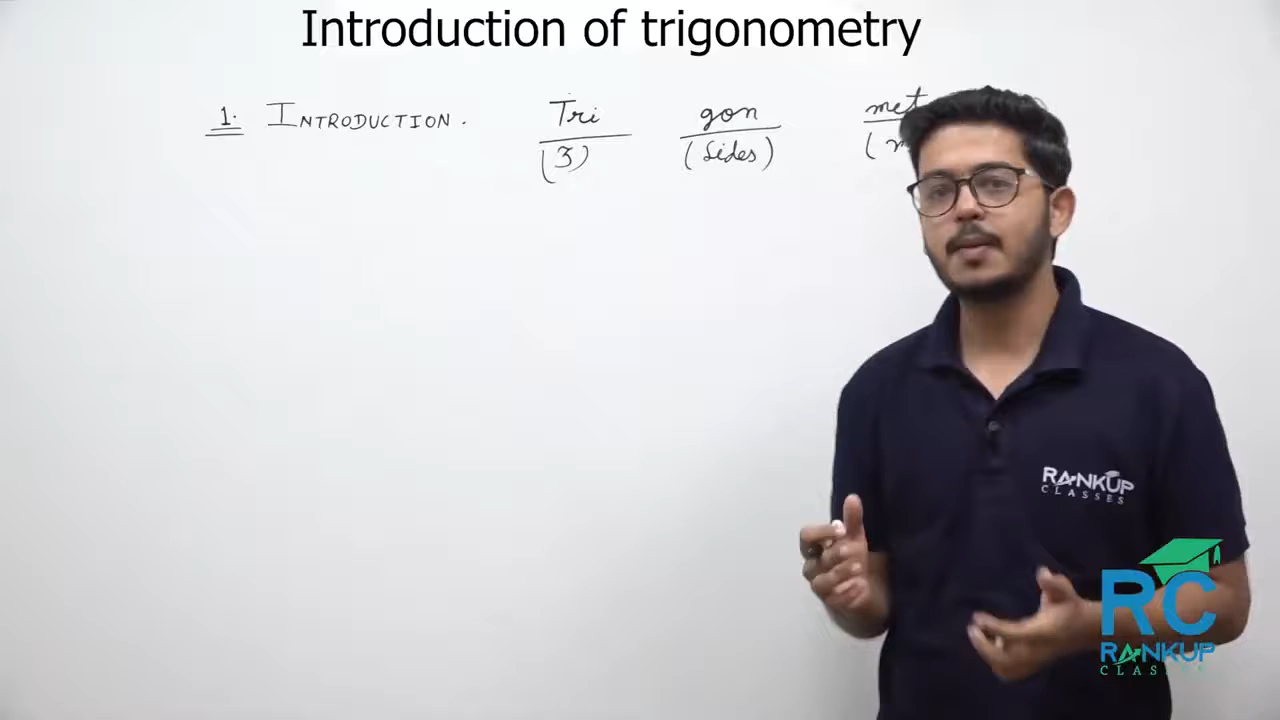 Introduction of trigonometry
1. INTRODUCTION. Tri gon
(3) (Sides)
RANKUP
CLASSES
RC
RANKUP